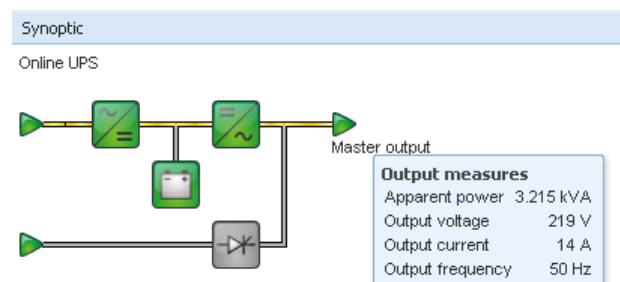 Synoptic
Online UPS
Master output
Output measures
Apparent power 3.215 kVA
Output voltage 219 V
Output current 14 A
Output frequency 50 Hz